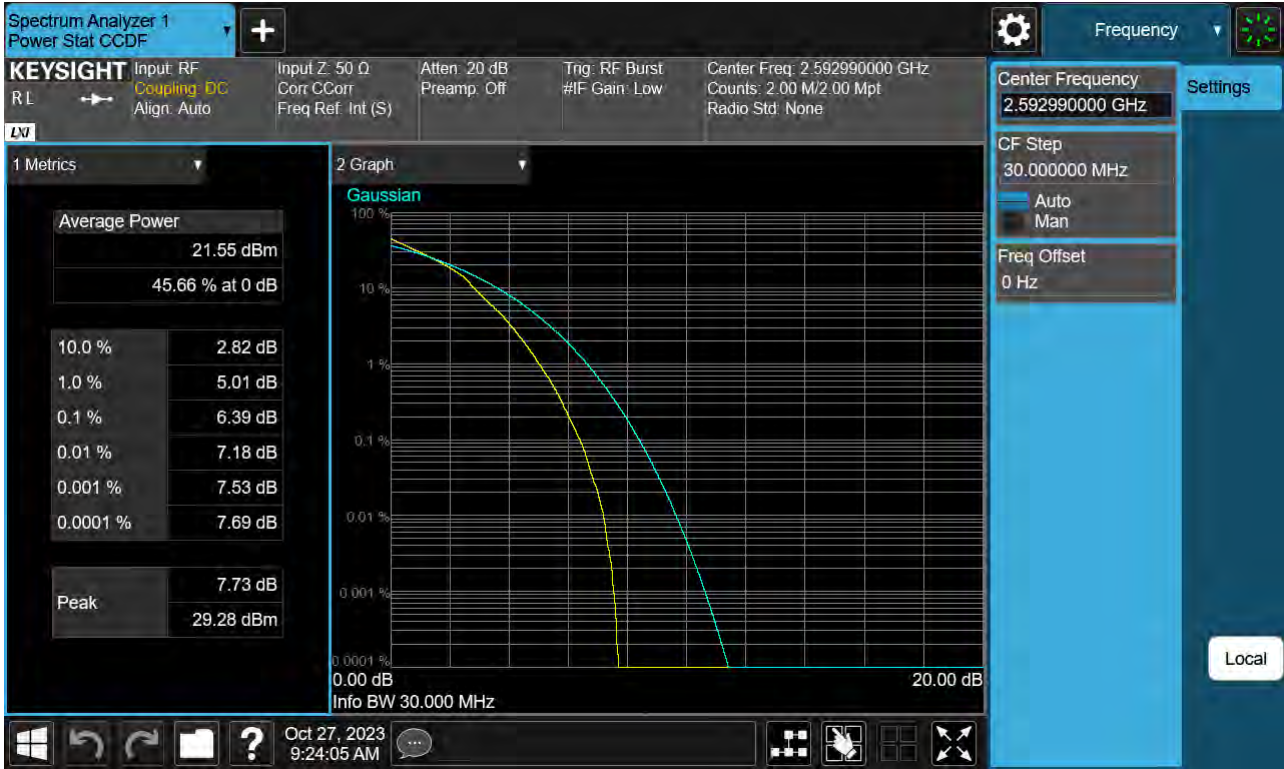 Spectrum Analyzer 1
Power Stat CCDF
+
Frequency
KEYSIGHT
R L
LXI
Input: RF
Coupling: DC
Align: Auto
Input Z: 50 Ω
Corr CCorr
Freq Ref: Int (S)
Atten: 20 dB
Preamp: Off
Trig: RF Burst
#IF Gain: Low
Center Freq: 2.592990000 GHz
Counts: 2.00 M/2.00 Mpt
Radio Std: None
Center Frequency
2.592990000 GHz
Settings
CF Step
30.000000 MHz
Auto
Man
Freq Offset
0 Hz
Local
1 Metrics
Average Power
21.55 dBm
45.66 % at 0 dB
10.0 % 2.82 dB
1.0 % 5.01 dB
0.1 % 6.39 dB
0.01 % 7.18 dB
0.001 % 7.53 dB
0.0001 % 7.69 dB
Peak
7.73 dB
29.28 dBm
2 Graph
Gaussian
100 %
10 %
1 %
0.1 %
0.01 %
0.001 %
0.0001 %
0.00 dB 20.00 dB
Info BW 30.000 MHz
?
Oct 27, 2023
9:24:05 AM